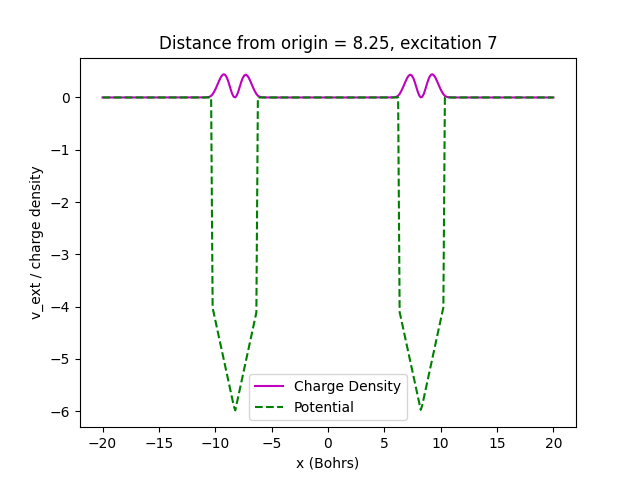 Distance from origin = 8.25, excitation 7
v_ext / charge density
0
−1
−2
−3
−4
−5
−6
Charge Density
Potential
−20 −15 −10 −5 0 5 10 15 20
x (Bohrs)